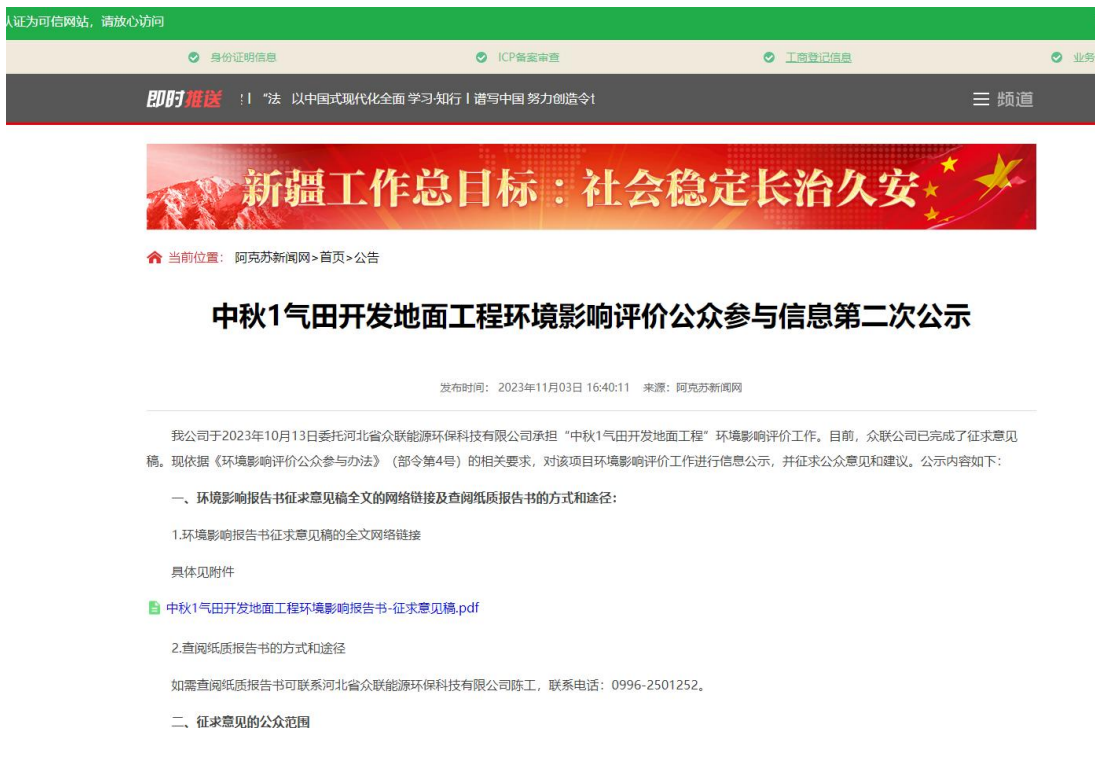 认证为可信网站，请放心访问
身份证明信息
ICP备案审查
工商登记信息
业务
即时推送
“法 以中国式现代化全面 学习·知行丨谱写中国 努力创造令t
频道
新疆工作总目标：社会稳定长治久安
当前位置： 阿克苏新闻网>首页>公告
中秋1气田开发地面工程环境影响评价公众参与信息第二次公示
发布时间： 2023年11月03日 16:40:11 来源：阿克苏新闻网
我公司于2023年10月13日委托河北省众联能源环保科技有限公司承担“中秋1气田开发地面工程”环境影响评价工作。目前，众联公司已完成了征求意见
稿。现依据《环境影响评价公众参与办法》（部令第4号）的相关要求，对该项目环境影响评价工作进行信息公示，并征求公众意见和建议。公示内容如下：
一、环境影响报告书征求意见稿全文的网络链接及查阅纸质报告书的方式和途径：
1.环境影响报告书征求意见稿的全文网络链接
具体见附件
中秋1气田开发地面工程环境影响报告书-征求意见稿.pdf
2.查阅纸质报告书的方式和途径
如需查阅纸质报告书可联系河北省众联能源环保科技有限公司陈工，联系电话：0996-2501252。
二、征求意见的公众范围